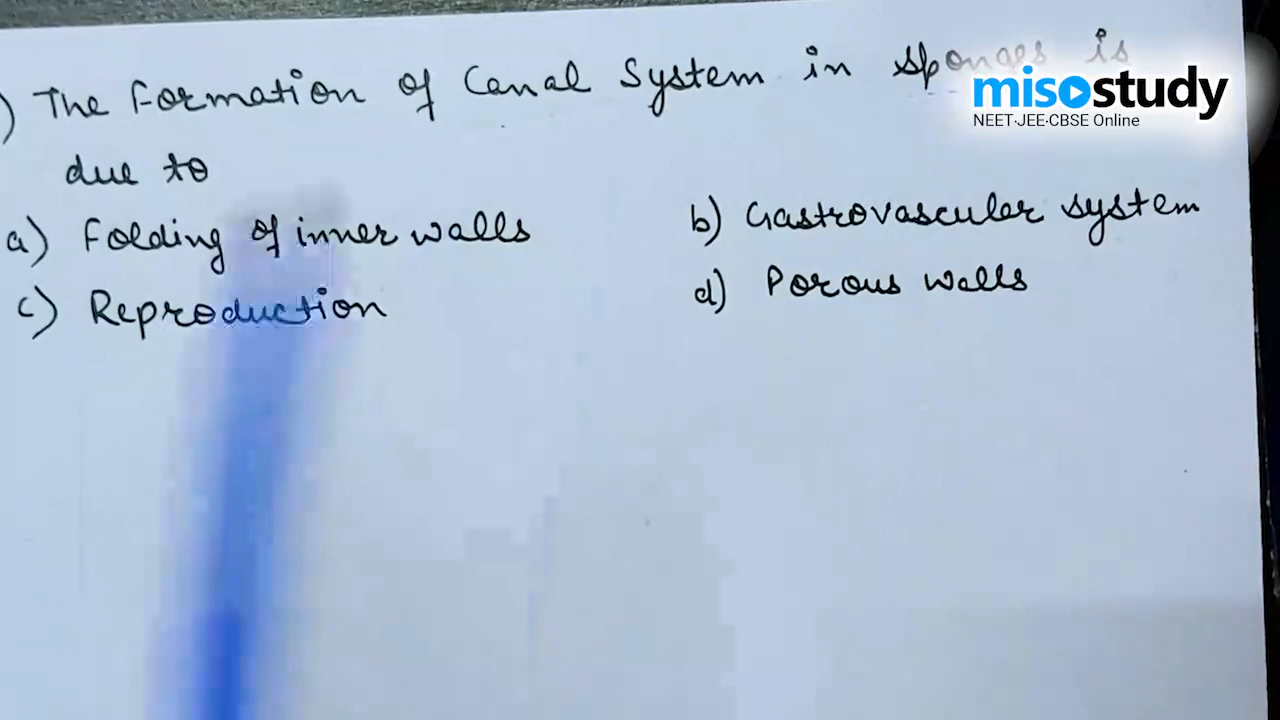 ) The Formation of Canal System in sponges is
misostudy
NEET·JEE·CBSE Online
due to
a) Folding of inner walls
b) Gastrovascular system
c) Reproduction
d) Porous walls